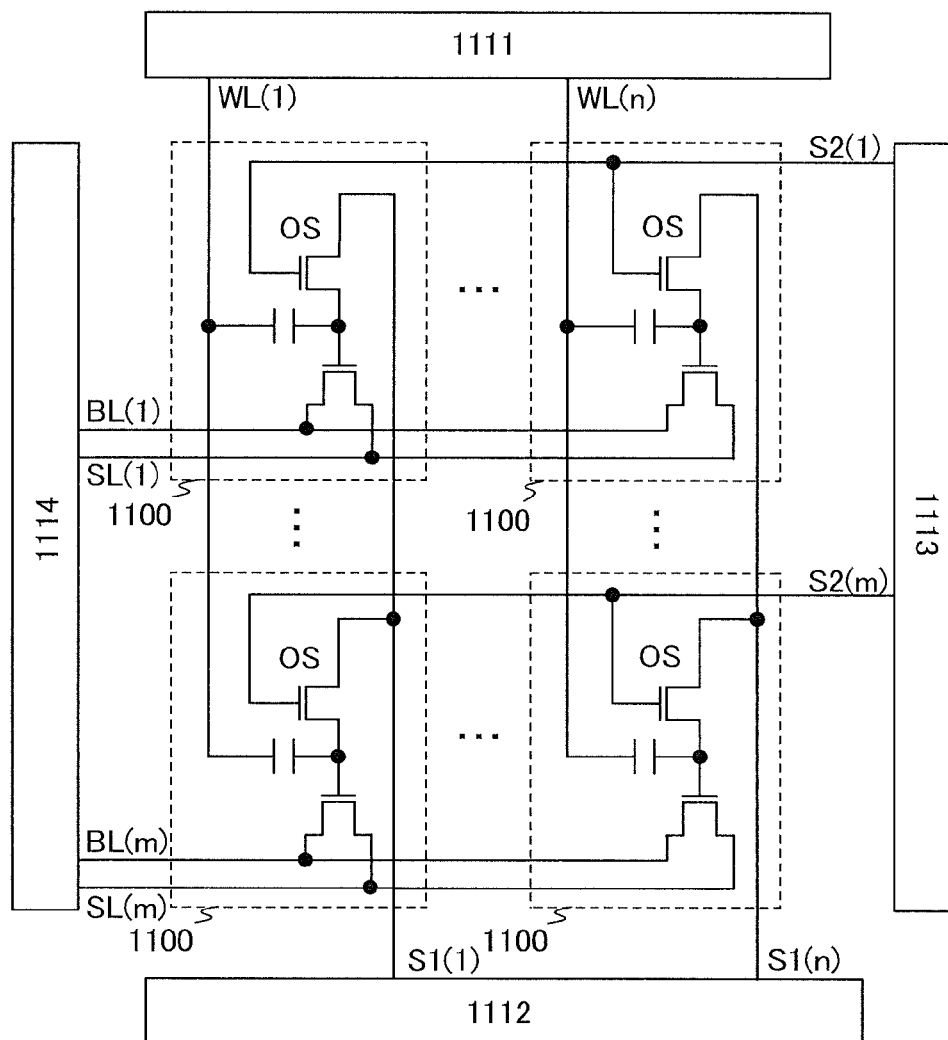 1111
WL(1)
WL(n)
S2(1)
OS
OS
...
BL(1)
SL(1)
1100
1100
1114
1113
S2(m)
OS
OS
...
BL(m)
SL(m)
1100
1100
S1(1)
S1(n)
1112